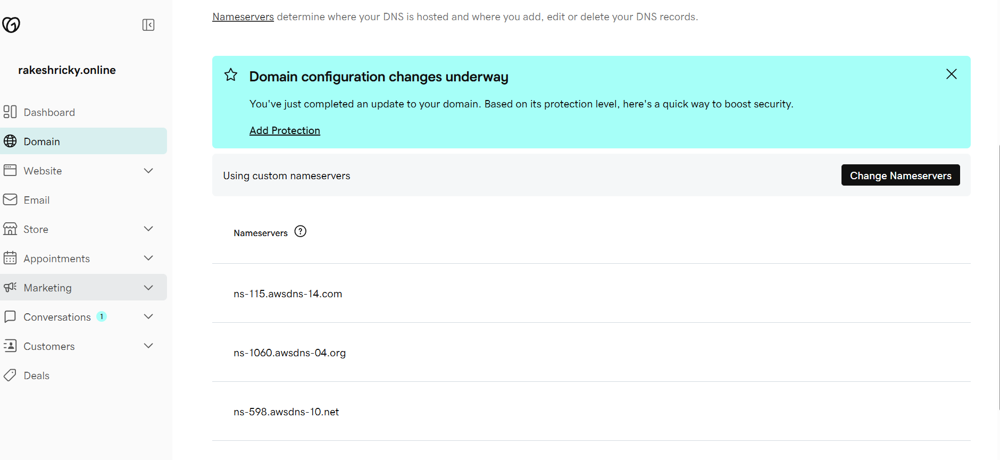 Nameservers determine where your DNS is hosted and where you add, edit or delete your DNS records.
rakeshricky.online
Dashboard
Domain
Website
Email
Store
Appointments
Marketing
Conversations 1
Customers
Deals
Domain configuration changes underway
You've just completed an update to your domain. Based on its protection level, here's a quick way to boost security.
Add Protection
Using custom nameservers
Change Nameservers
Nameservers ?
ns-115.awsdns-14.com
ns-1060.awsdns-04.org
ns-598.awsdns-10.net